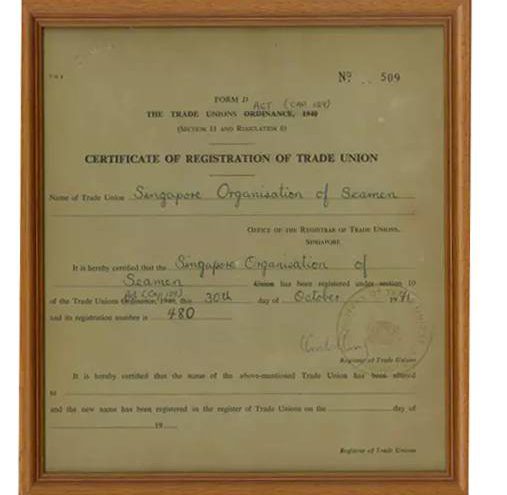 Nº 509
FORM D
ACT (CAP 129)
THE TRADE UNIONS ORDINANCE, 1940
(SECTION 11 AND REGULATION 6)
CERTIFICATE OF REGISTRATION OF TRADE UNION
Name of Trade Union Singapore Organisation of Seamen
OFFICE OF THE REGISTRAR OF TRADE UNIONS,
SINGAPORE
It is hereby certified that the Singapore Organisation of
Seamen Union has been registered under section 10
Act (CAP 129)
of the Trade Unions Ordinance, 1940, this 30th day of October 1971
and its registration number is 480
Registrar of Trade Unions
It is hereby certified that the name of the above-mentioned Trade Union has been altered
to
and the new name has been registered in the register of Trade Unions on the day of
19
Registrar of Trade Unions